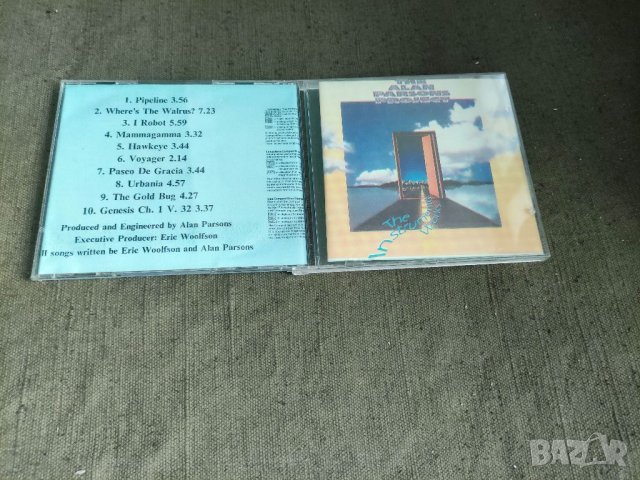 1. Pipeline 3.56
2. Where's The Walrus? 7.23
3. I Robot 5.59
4. Mammagamma 3.32
5. Hawkeye 3.44
6. Voyager 2.14
7. Paseo De Gracia 3.44
8. Urbania 4.57
9. The Gold Bug 4.27
10. Genesis Ch. 1 V. 32 3.37
Produced and Engineered by Alan Parsons
Executive Producer: Eric Woolfson
ll songs written be Eric Woolfson and Alan Parsons
THE
ALAN
PARSONS
PROJECT
The
BAZAR